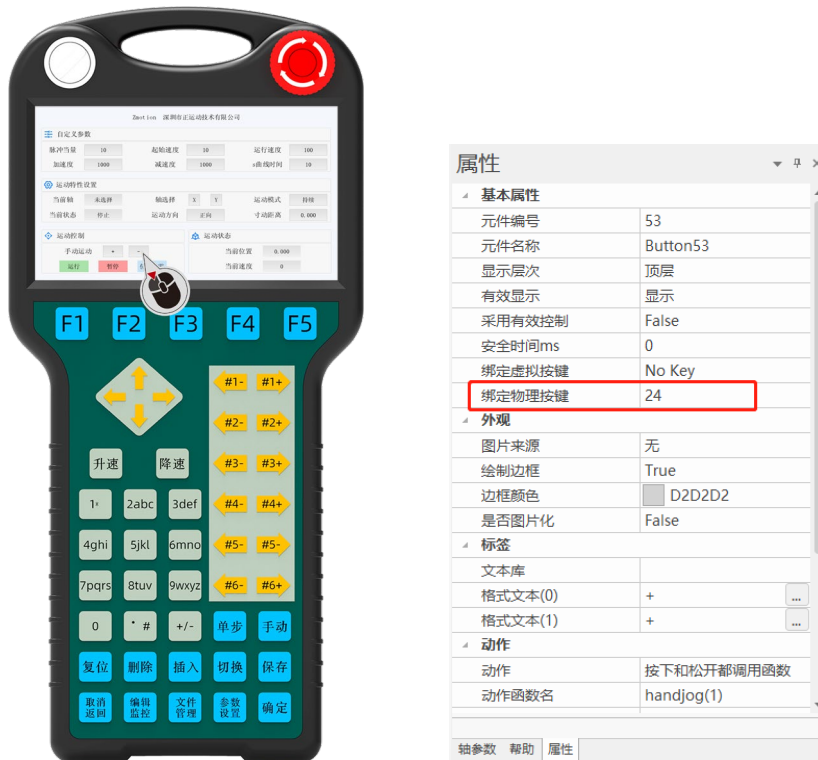 Zmotion 深圳市正运动技术有限公司
自定义参数
脉冲当量 10 起始速度 10 运行速度 100
加速度 1000 减速度 1000 s曲线时间 10
运动特性设置
当前轴 未选择 轴选择 X Y 运动模式 持续
当前状态 停止 运动方向 正向 寸动距离 0.000
运动控制 运动状态
手动运动 + - 当前位置 0.000
运行 暂停 当前速度 0
F1 F2 F3 F4 F5
#1- #1+
#2- #2+
升速 降速 #3- #3+
1 2abc 3def #4- #4+
4ghi 5jkl 6mno #5- #5-
7pqrs 8tuv 9wxyz #6- #6+
0 * # +/- 单步 手动
复位 删除 插入 切换 保存
取消返回 编辑监控 文件管理 参数设置 确定
属性
基本属性
元件编号 53
元件名称 Button53
显示层次 顶层
有效显示 显示
采用有效控制 False
安全时间ms 0
绑定虚拟按键 No Key
绑定物理按键 24
外观
图片来源 无
绘制边框 True
边框颜色 D2D2D2
是否图片化 False
标签
文本库
格式文本(0) + ...
格式文本(1) + ...
动作
动作 按下和松开都调用函数
动作函数名 handjog(1)
轴参数 帮助 属性